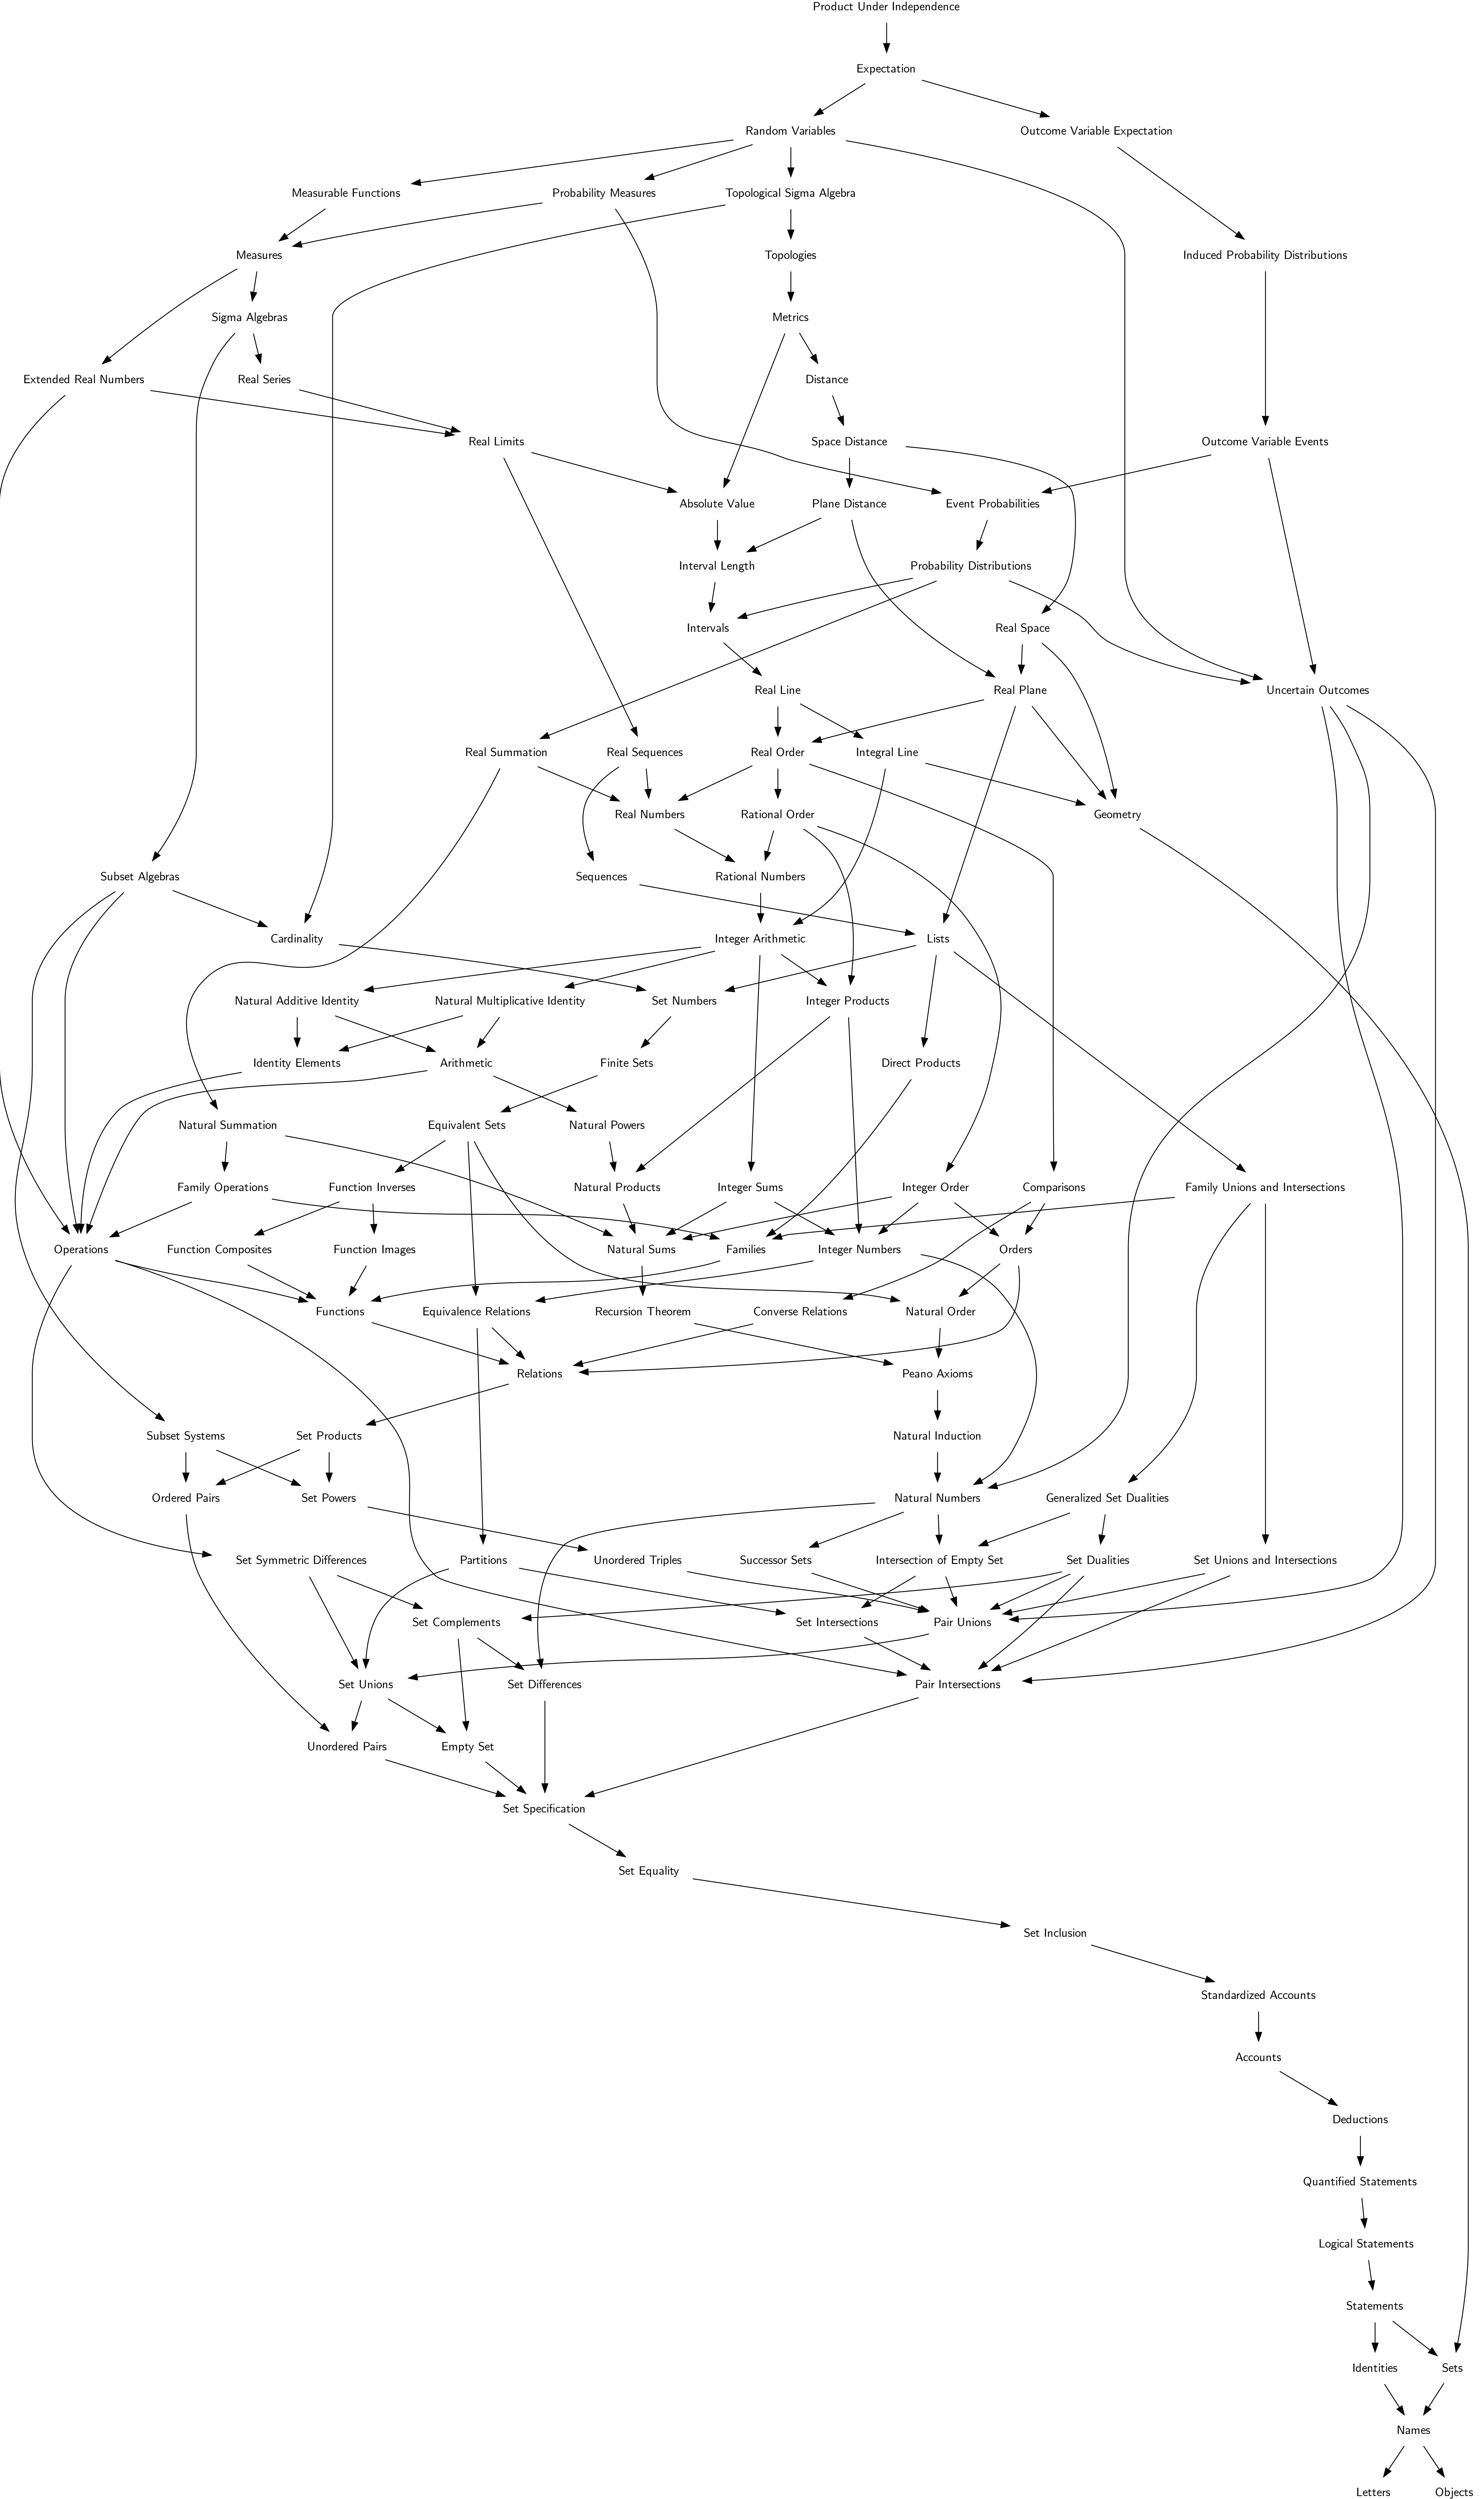 Product Under Independence
Expectation
Random Variables
Outcome Variable Expectation
Measurable Functions
Probability Measures
Topological Sigma Algebra
Measures
Topologies
Induced Probability Distributions
Sigma Algebras
Metrics
Extended Real Numbers
Real Series
Distance
Real Limits
Space Distance
Outcome Variable Events
Absolute Value
Plane Distance
Event Probabilities
Interval Length
Probability Distributions
Intervals
Real Space
Real Line
Real Plane
Uncertain Outcomes
Real Summation
Real Sequences
Real Order
Integral Line
Real Numbers
Rational Order
Geometry
Subset Algebras
Sequences
Rational Numbers
Cardinality
Integer Arithmetic
Lists
Natural Additive Identity
Natural Multiplicative Identity
Set Numbers
Integer Products
Identity Elements
Arithmetic
Finite Sets
Direct Products
Natural Summation
Equivalent Sets
Natural Powers
Family Operations
Function Inverses
Natural Products
Integer Sums
Integer Order
Comparisons
Family Unions and Intersections
Operations
Function Composites
Function Images
Natural Sums
Families
Integer Numbers
Orders
Functions
Equivalence Relations
Recursion Theorem
Converse Relations
Natural Order
Relations
Peano Axioms
Subset Systems
Set Products
Natural Induction
Ordered Pairs
Set Powers
Natural Numbers
Generalized Set Dualities
Set Symmetric Differences
Partitions
Unordered Triples
Successor Sets
Intersection of Empty Set
Set Dualities
Set Unions and Intersections
Set Complements
Set Intersections
Pair Unions
Set Unions
Set Differences
Pair Intersections
Unordered Pairs
Empty Set
Set Specification
Set Equality
Set Inclusion
Standardized Accounts
Accounts
Deductions
Quantified Statements
Logical Statements
Statements
Identities
Sets
Names
Letters
Objects